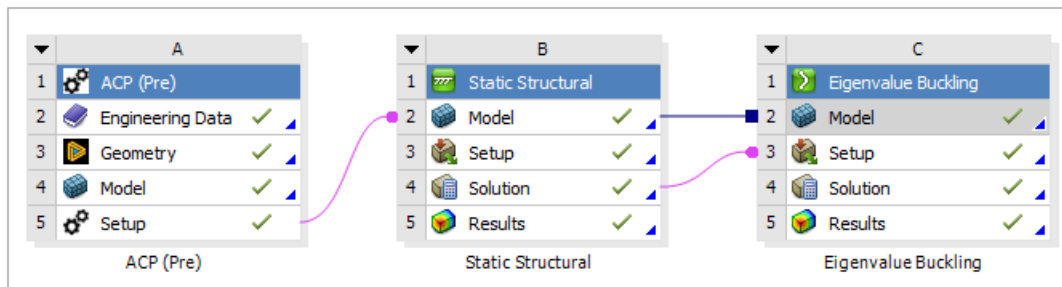 A
1 ACP (Pre)
2 Engineering Data
3 Geometry
4 Model
5 Setup
ACP (Pre)
B
1 Static Structural
2 Model
3 Setup
4 Solution
5 Results
Static Structural
C
1 Eigenvalue Buckling
2 Model
3 Setup
4 Solution
5 Results
Eigenvalue Buckling